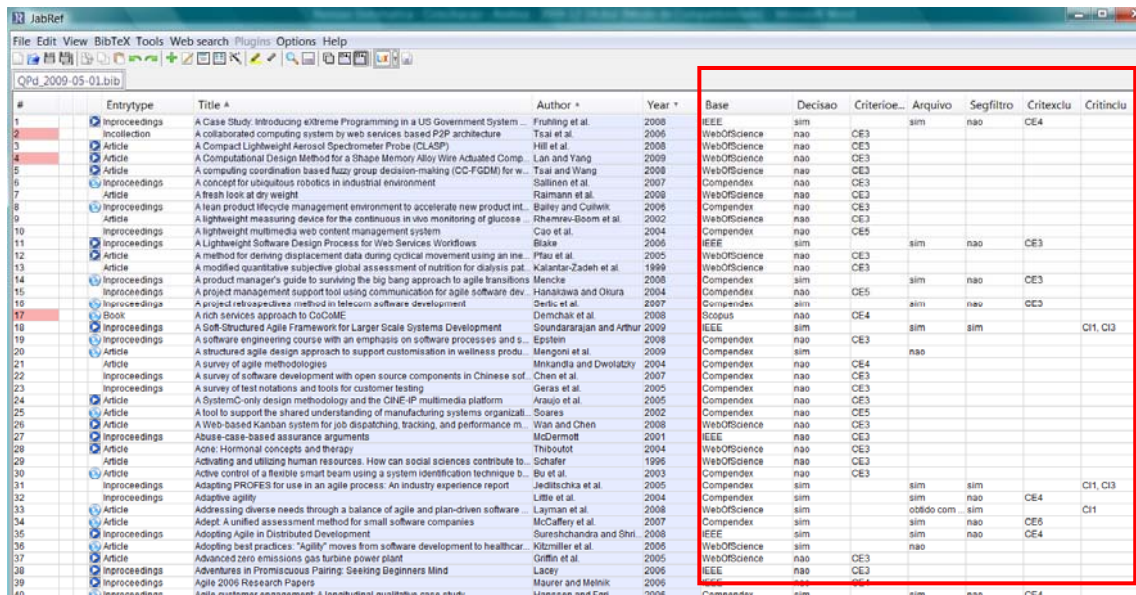 JabRef
File Edit View BibTeX Tools Web search Plugins Options Help
QPd_2009-05-01.bib
# Entrytype Title Author Year Base Decisao Criterioe... Arquivo Segfiltro Critexclu Critinclu
1 Inproceedings A Case Study: Introducing eXtreme Programming in a US Government System ... Fruhling et al. 2008 IEEE sim sim nao CE4
2 Incollection A collaborated computing system by web services based P2P architecture Tsai et al. 2006 WebOfScience nao CE3
3 Article A Compact Lightweight Aerosol Spectrometer Probe (CLASP) Hill et al. 2008 WebOfScience nao CE3
4 Article A Computational Design Method for a Shape Memory Alloy Wire Actuated Comp... Lan and Yang 2009 WebOfScience nao CE3
5 Article A computing coordination based fuzzy group decision-making (CC-FGDM) for w... Tsai and Wang 2008 WebOfScience nao CE3
6 Inproceedings A concept for ubiquitous robotics in industrial environment Sallinen et al. 2007 Compendex nao CE3
7 Article A fresh look at dry weight Raimann et al. 2008 WebOfScience nao CE3
8 Inproceedings A lean product lifecycle management environment to accelerate new product int... Bailey and Cuilwik 2006 Compendex nao CE3
9 Article A lightweight measuring device for the continuous in vivo monitoring of glucose ... Rhemrev-Boom et al. 2002 WebOfScience nao CE3
10 Inproceedings A lightweight multimedia web content management system Cao et al. 2004 Compendex nao CE5
11 Inproceedings A Lightweight Software Design Process for Web Services Workflows Blake 2006 IEEE sim sim nao CE3
12 Article A method for deriving displacement data during cyclical movement using an ine... Pfau et al. 2005 WebOfScience nao CE3
13 Article A modified quantitative subjective global assessment of nutrition for dialysis pat... Kalantar-Zadeh et al. 1999 WebOfScience nao CE3
14 Inproceedings A product manager's guide to surviving the big bang approach to agile transitions Mencke 2008 Compendex sim sim nao CE3
15 Inproceedings A project management support tool using communication for agile software dev... Hanakawa and Okura 2004 Compendex nao CE5
16 Inproceedings A project retrospectives method in telecom software development Sertic et al. 2007 Compendex sim sim nao CE3
17 Book A rich services approach to CoCoME Demchak et al. 2008 Scopus nao CE4
18 Inproceedings A Soft-Structured Agile Framework for Larger Scale Systems Development Soundararajan and Arthur 2009 IEEE sim sim sim CI1, CI3
19 Inproceedings A software engineering course with an emphasis on software processes and s... Epstein 2008 Compendex nao CE3
20 Article A structured agile design approach to support customisation in wellness produ... Mengoni et al. 2009 Compendex sim nao
21 Article A survey of agile methodologies Mnkandla and Dwolatzky 2004 Compendex nao CE4
22 Inproceedings A survey of software development with open source components in Chinese sof... Chen et al. 2007 Compendex nao CE3
23 Inproceedings A survey of test notations and tools for customer testing Geras et al. 2005 Compendex nao CE3
24 Article A SystemC-only design methodology and the CINE-IP multimedia platform Araujo et al. 2005 Compendex nao CE3
25 Article A tool to support the shared understanding of manufacturing systems organizati... Soares 2002 Compendex nao CE5
26 Article A Web-based Kanban system for job dispatching, tracking, and performance m... Wan and Chen 2008 WebOfScience nao CE3
27 Inproceedings Abuse-case-based assurance arguments McDermott 2001 IEEE nao CE3
28 Article Acne: Hormonal concepts and therapy Thiboutot 2004 WebOfScience nao CE3
29 Article Activating and utilizing human resources. How can social sciences contribute to... Schafer 1996 WebOfScience nao CE3
30 Article Active control of a flexible smart beam using a system identification technique b... Bu et al. 2003 Compendex nao CE3
31 Inproceedings Adapting PROFES for use in an agile process: An industry experience report Jedlitschka et al. 2005 Compendex sim sim sim CI1, CI3
32 Inproceedings Adaptive agility Little et al. 2004 Compendex sim sim nao CE4
33 Article Addressing diverse needs through a balance of agile and plan-driven software ... Layman et al. 2008 WebOfScience sim obtido com ... sim CI1
34 Article Adept: A unified assessment method for small software companies McCaffery et al. 2007 Compendex sim sim nao CE6
35 Inproceedings Adopting Agile in Distributed Development Sureshchandra and Shri... 2008 IEEE sim sim nao CE4
36 Article Adopting best practices: "Agility" moves from software development to healthcar... Kitzmiller et al. 2006 WebOfScience sim nao
37 Article Advanced zero emissions gas turbine power plant Griffin et al. 2005 WebOfScience nao CE3
38 Inproceedings Adventures in Promiscuous Pairing: Seeking Beginners Mind Lacey 2006 IEEE nao CE3
39 Inproceedings Agile 2006 Research Papers Maurer and Melnik 2006 IEEE nao
40 Inproceedings Agile customer engagement: A longitudinal qualitative case study Hanssen and 2006 Compendex sim sim nao CE4